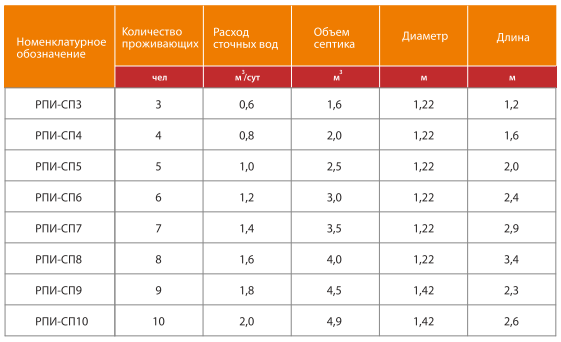 Номенклатурное обозначение | Количество проживающих | Расход сточных вод | Объем септика | Диаметр | Длина
чел | м³/сут | м³ | м | м
РПИ-СП3 | 3 | 0,6 | 1,6 | 1,22 | 1,2
РПИ-СП4 | 4 | 0,8 | 2,0 | 1,22 | 1,6
РПИ-СП5 | 5 | 1,0 | 2,5 | 1,22 | 2,0
РПИ-СП6 | 6 | 1,2 | 3,0 | 1,22 | 2,4
РПИ-СП7 | 7 | 1,4 | 3,5 | 1,22 | 2,9
РПИ-СП8 | 8 | 1,6 | 4,0 | 1,22 | 3,4
РПИ-СП9 | 9 | 1,8 | 4,5 | 1,42 | 2,3
РПИ-СП10 | 10 | 2,0 | 4,9 | 1,42 | 2,6